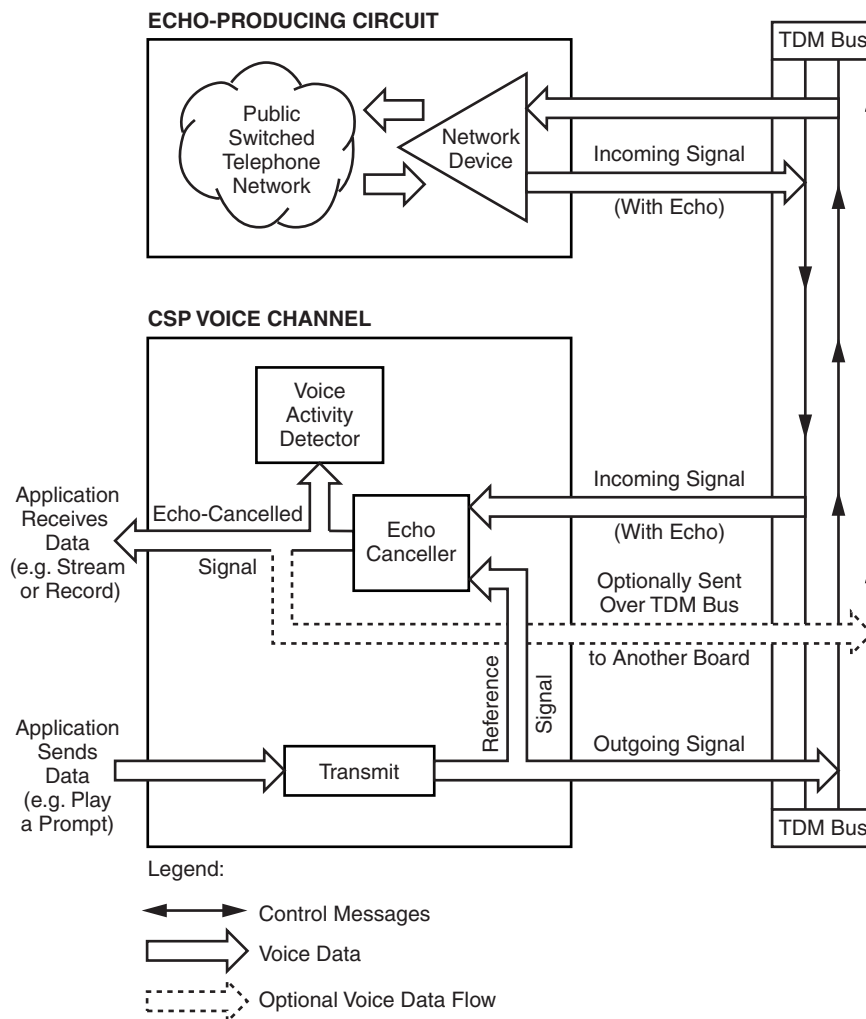 ECHO-PRODUCING CIRCUIT
TDM Bus
Public
Switched
Telephone
Network
Network
Device
Incoming Signal
(With Echo)
CSP VOICE CHANNEL
Voice
Activity
Detector
Application
Receives
Data
(e.g. Stream
or Record)
Echo-Cancelled
Signal
Echo
Canceller
Incoming Signal
(With Echo)
Optionally Sent
Over TDM Bus
to Another Board
Reference
Signal
Application
Sends
Data
(e.g. Play
a Prompt)
Transmit
Outgoing Signal
TDM Bus
Legend:
Control Messages
Voice Data
Optional Voice Data Flow